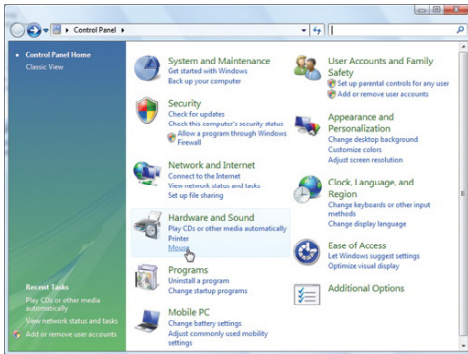 Control Panel
Control Panel Home
Classic View
System and Maintenance
Get started with Windows
Back up your computer
Security
Check for updates
Check this computer's security status
Allow a program through Windows
Firewall
Network and Internet
Connect to the Internet
View network status and tasks
Set up file sharing
Hardware and Sound
Play CDs or other media automatically
Printer
Mouse
Programs
Uninstall a program
Change startup programs
Mobile PC
Change battery settings
Adjust commonly used mobility
settings
User Accounts and Family
Safety
Set up parental controls for any user
Add or remove user accounts
Appearance and
Personalization
Change desktop background
Customize colors
Adjust screen resolution
Clock, Language, and
Region
Change keyboards or other input
methods
Change display language
Ease of Access
Let Windows suggest settings
Optimize visual display
Additional Options
Recent Tasks
Play CDs or other media
automatically
View network status and tasks
Add or remove user accounts